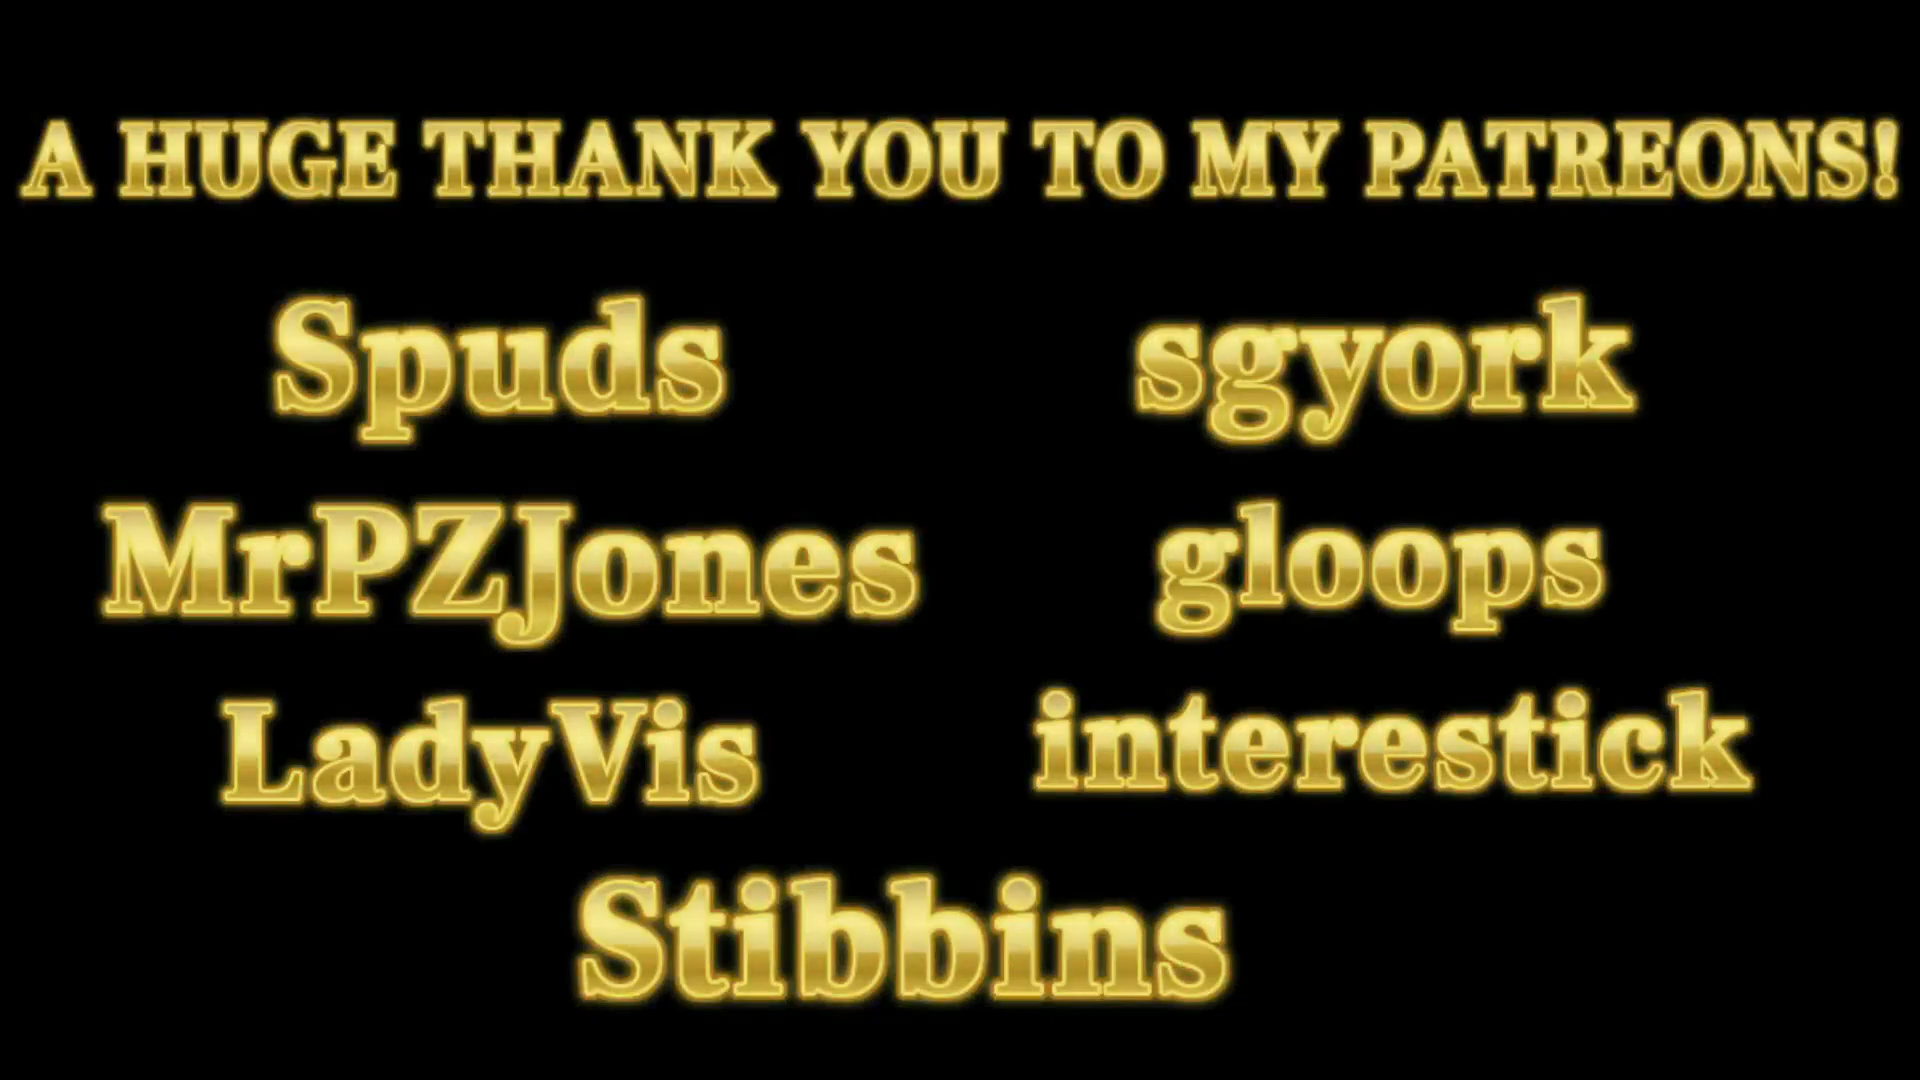 A HUGE THANK YOU TO MY PATREONS!
Spuds sgyork
MrPZJones gloops
LadyVis interestick
Stibbins